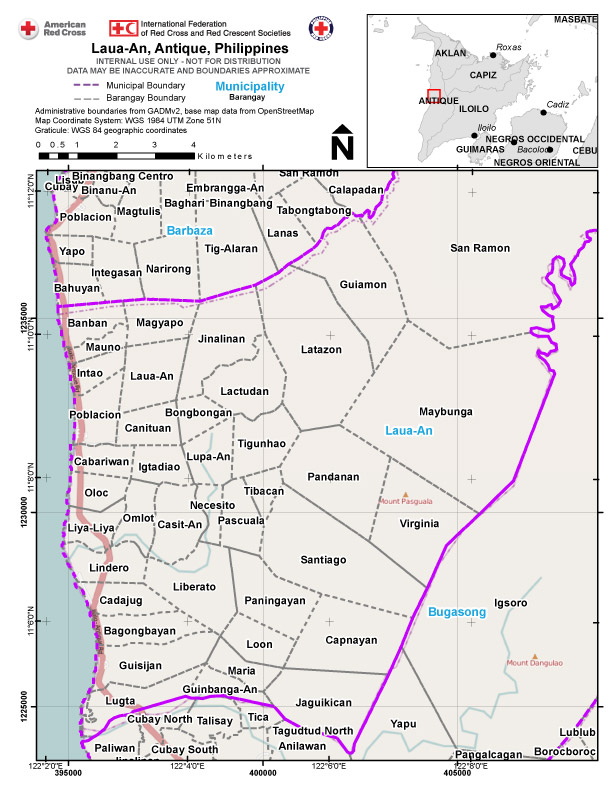 American
Red Cross
International Federation
of Red Cross and Red Crescent Societies
Laua-An, Antique, Philippines
INTERNAL USE ONLY - NOT FOR DISTRIBUTION
DATA MAY BE INACCURATE AND BOUNDARIES APPROXIMATE
Municipal Boundary
Municipality
Barangay Boundary
Barangay
Administrative boundaries from GADMv2, base map data from OpenStreetMap
Map Coordinate System: WGS 1984 UTM Zone 51N
Graticule: WGS 84 geographic coordinates
0 0.5 1 2 3 4
Kilometers
N
MASBATE
Roxas
AKLAN
CAPIZ
ANTIQUE
ILOILO
Cadiz
Iloilo
NEGROS OCCIDENTAL
GUIMARAS
Bacolod
CEBU
NEGROS ORIENTAL
Binangbang Centro
San Ramon
Cubay
Binanu-An
Embrangga-An
Calapadan
Baghari
Binangbang
Magtulis
Tabongtabong
Poblacion
Barbaza
Lanas
Yapo
Tig-Alaran
San Ramon
Integasan
Narirong
Bahuyan
Guiamon
Banban
Magyapo
Jinalinan
Mauno
Latazon
Intao
Laua-An
Lactudan
Poblacion
Bongbongan
Maybunga
Canituan
Laua-An
Tigunhao
Cabariwan
Igtadiao
Lupa-An
Pandanan
Oloc
Tibacan
Mount Pasguala
Necesito
Omlot
Casit-An
Pascuala
Virginia
Liya-Liya
Lindero
Santiago
Liberato
Cadajug
Paningayan
Igsoro
Bugasong
Bagongbayan
Capnayan
Loon
Guisijan
Maria
Mount Dangulao
Guinbanga-An
Lugta
Jaguikican
Cubay North
Talisay
Tica
Yapu
Tagudtud North
Lublub
Paliwan
Cubay South
Anilawan
Pangalcagan
Borocboroc
11°12'0"N
1235000
11°10'0"N
11°8'0"N
1230000
11°6'0"N
1225000
122°2'0"E
122°4'0"E
122°6'0"E
122°8'0"E
395000
400000
405000